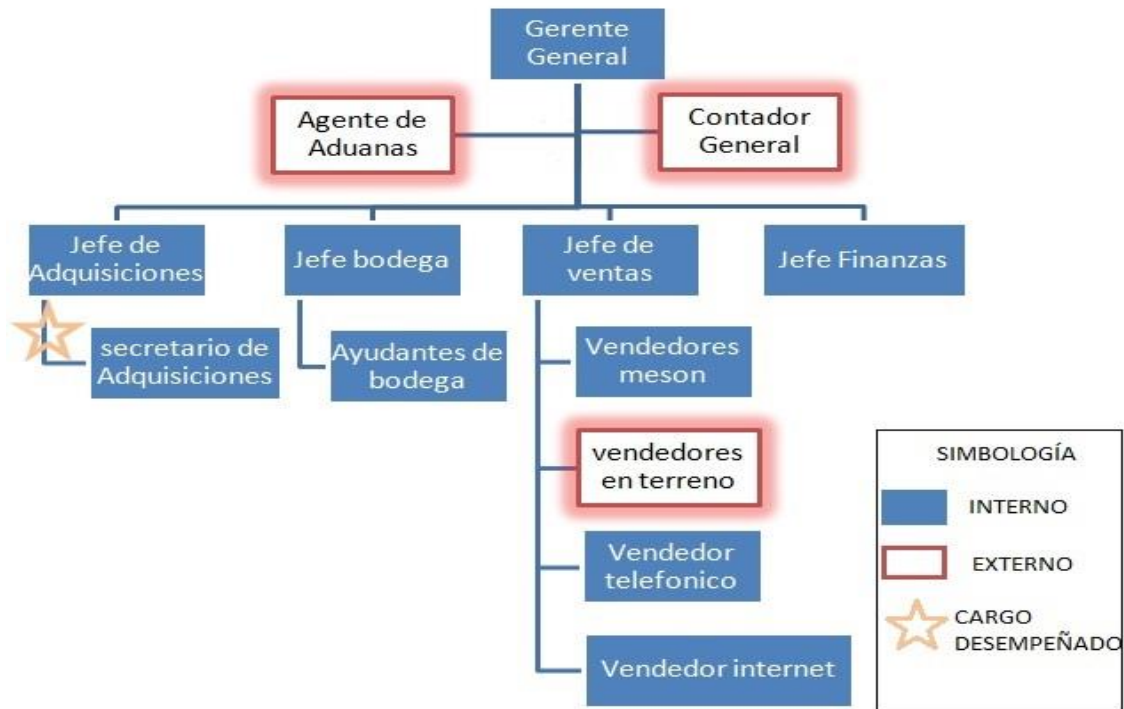 Gerente
General
Agente de
Aduanas
Contador
General
Jefe de
Adquisiciones
Jefe bodega
Jefe de
ventas
Jefe Finanzas
secretario de
Adquisiciones
Ayudantes de
bodega
Vendedores
meson
vendedores
en terreno
Vendedor
telefonico
Vendedor internet
SIMBOLOGÍA
INTERNO
EXTERNO
CARGO
DESEMPEÑADO